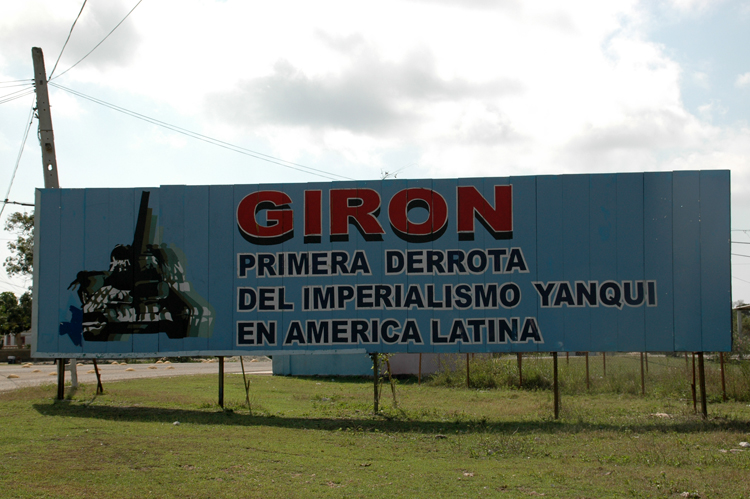 GIRON
PRIMERA DERROTA
DEL IMPERIALISMO YANQUI
EN AMERICA LATINA